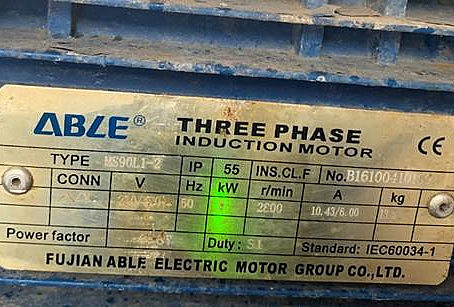 ABLE® THREE PHASE
INDUCTION MOTOR CE
TYPE MS90L1-2 IP 55 INS.CL.F No.
CONN V Hz kW r/min A kg
50 10.43/6.00
Power factor Duty: S1 Standard: IEC60034-1
FUJIAN ABLE ELECTRIC MOTOR GROUP CO.,LTD.